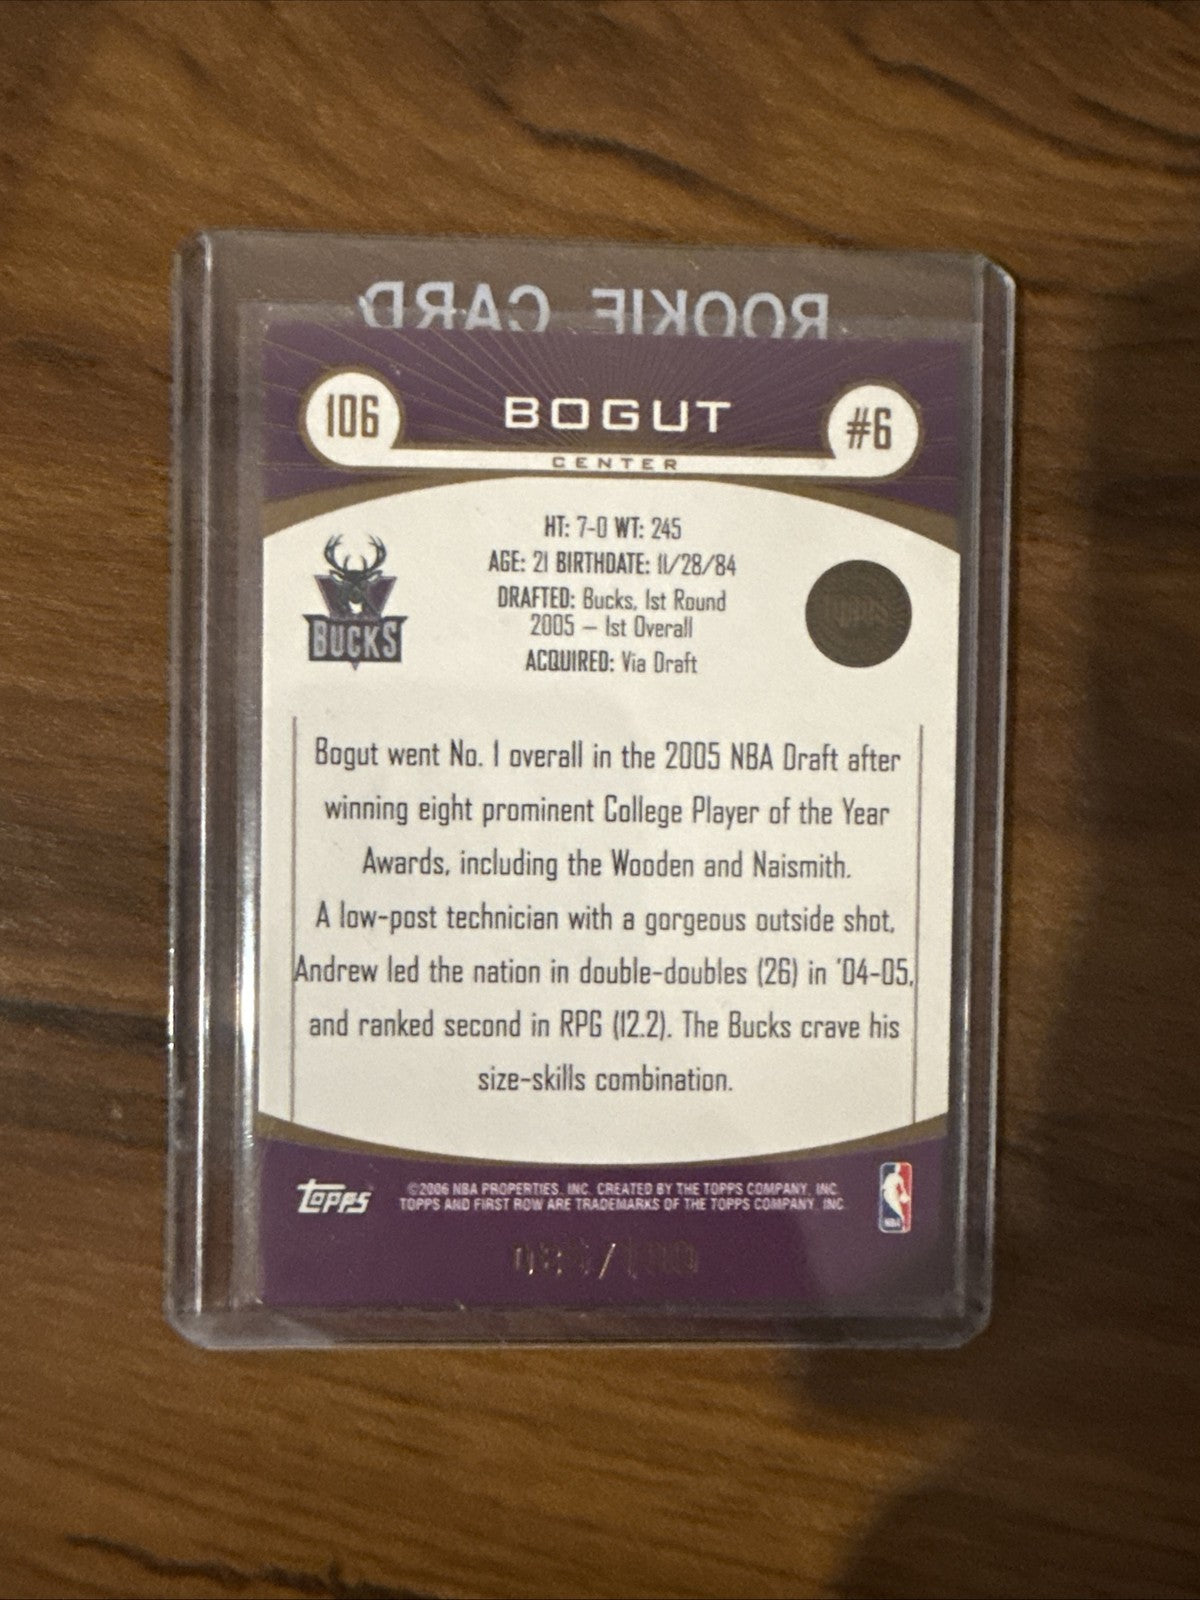 ROOKIE CARD
106 BOGUT #6
CENTER
HT: 7-0 WT: 245
AGE: 21 BIRTHDATE: 11/28/84
DRAFTED: Bucks, 1st Round
2005 – 1st Overall
ACQUIRED: Via Draft
BUCKS
TOPPS
Bogut went No. 1 overall in the 2005 NBA Draft after
winning eight prominent College Player of the Year
Awards, including the Wooden and Naismith.
A low-post technician with a gorgeous outside shot,
Andrew led the nation in double-doubles (26) in '04-05,
and ranked second in RPG (12.2). The Bucks crave his
size-skills combination.
Topps
©2006 NBA PROPERTIES, INC. CREATED BY THE TOPPS COMPANY, INC.
TOPPS AND FIRST ROW ARE TRADEMARKS OF THE TOPPS COMPANY, INC.
NBA